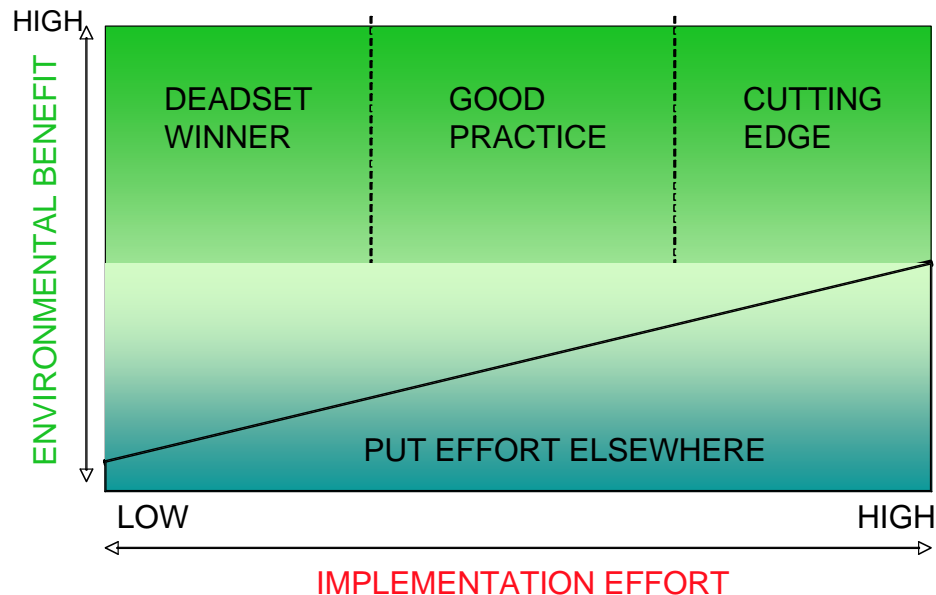 HIGH
DEADSET
WINNER
GOOD
PRACTICE
CUTTING
EDGE
ENVIRONMENTAL BENEFIT
PUT EFFORT ELSEWHERE
LOW
HIGH
IMPLEMENTATION EFFORT